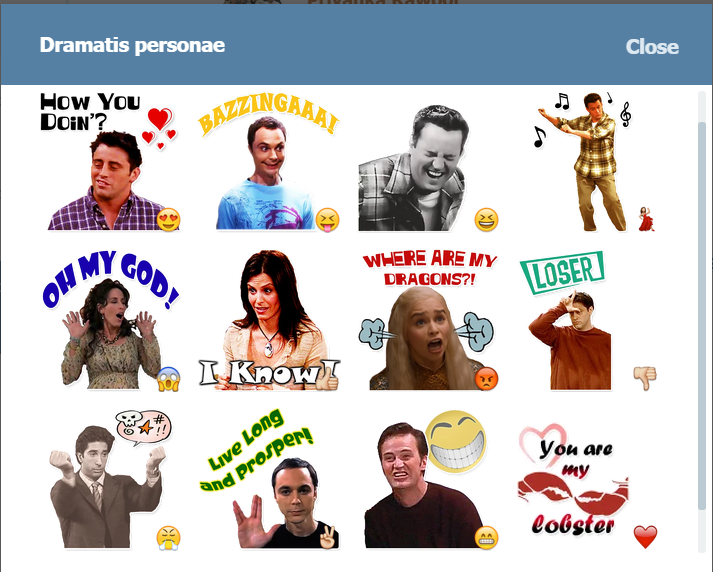 Dramatis personae
Close
HOW YOU
DOIN'?
BAZZINGAAA!
OH MY GOD!
I KNOW!
WHERE ARE MY
DRAGONS?!
LOSER
#
!!
Live Long
and Prosper!
You are
my
lobster